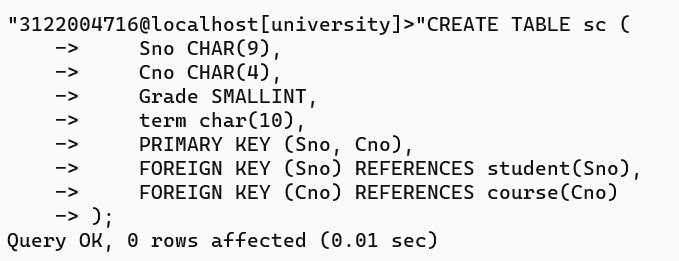 "3122004716@localhost[university]>"CREATE TABLE sc (
    ->     Sno CHAR(9),
    ->     Cno CHAR(4),
    ->     Grade SMALLINT,
    ->     term char(10),
    ->     PRIMARY KEY (Sno, Cno),
    ->     FOREIGN KEY (Sno) REFERENCES student(Sno),
    ->     FOREIGN KEY (Cno) REFERENCES course(Cno)
    -> );
Query OK, 0 rows affected (0.01 sec)